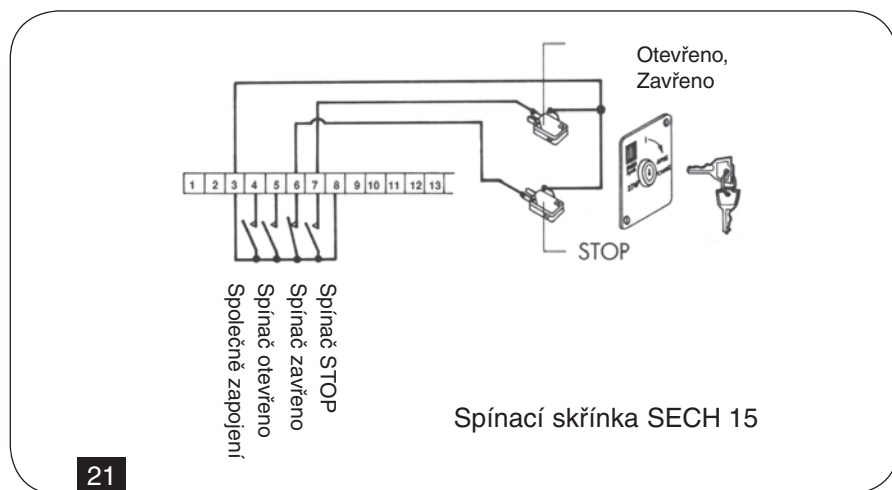 Otevřeno,
Zavřeno
1 2 3 4 5 6 7 8 9 10 11 12 13
STOP
Společně zapojení
Spínač otevřeno
Spínač zavřeno
Spínač STOP
Spínací skřínka SECH 15
21